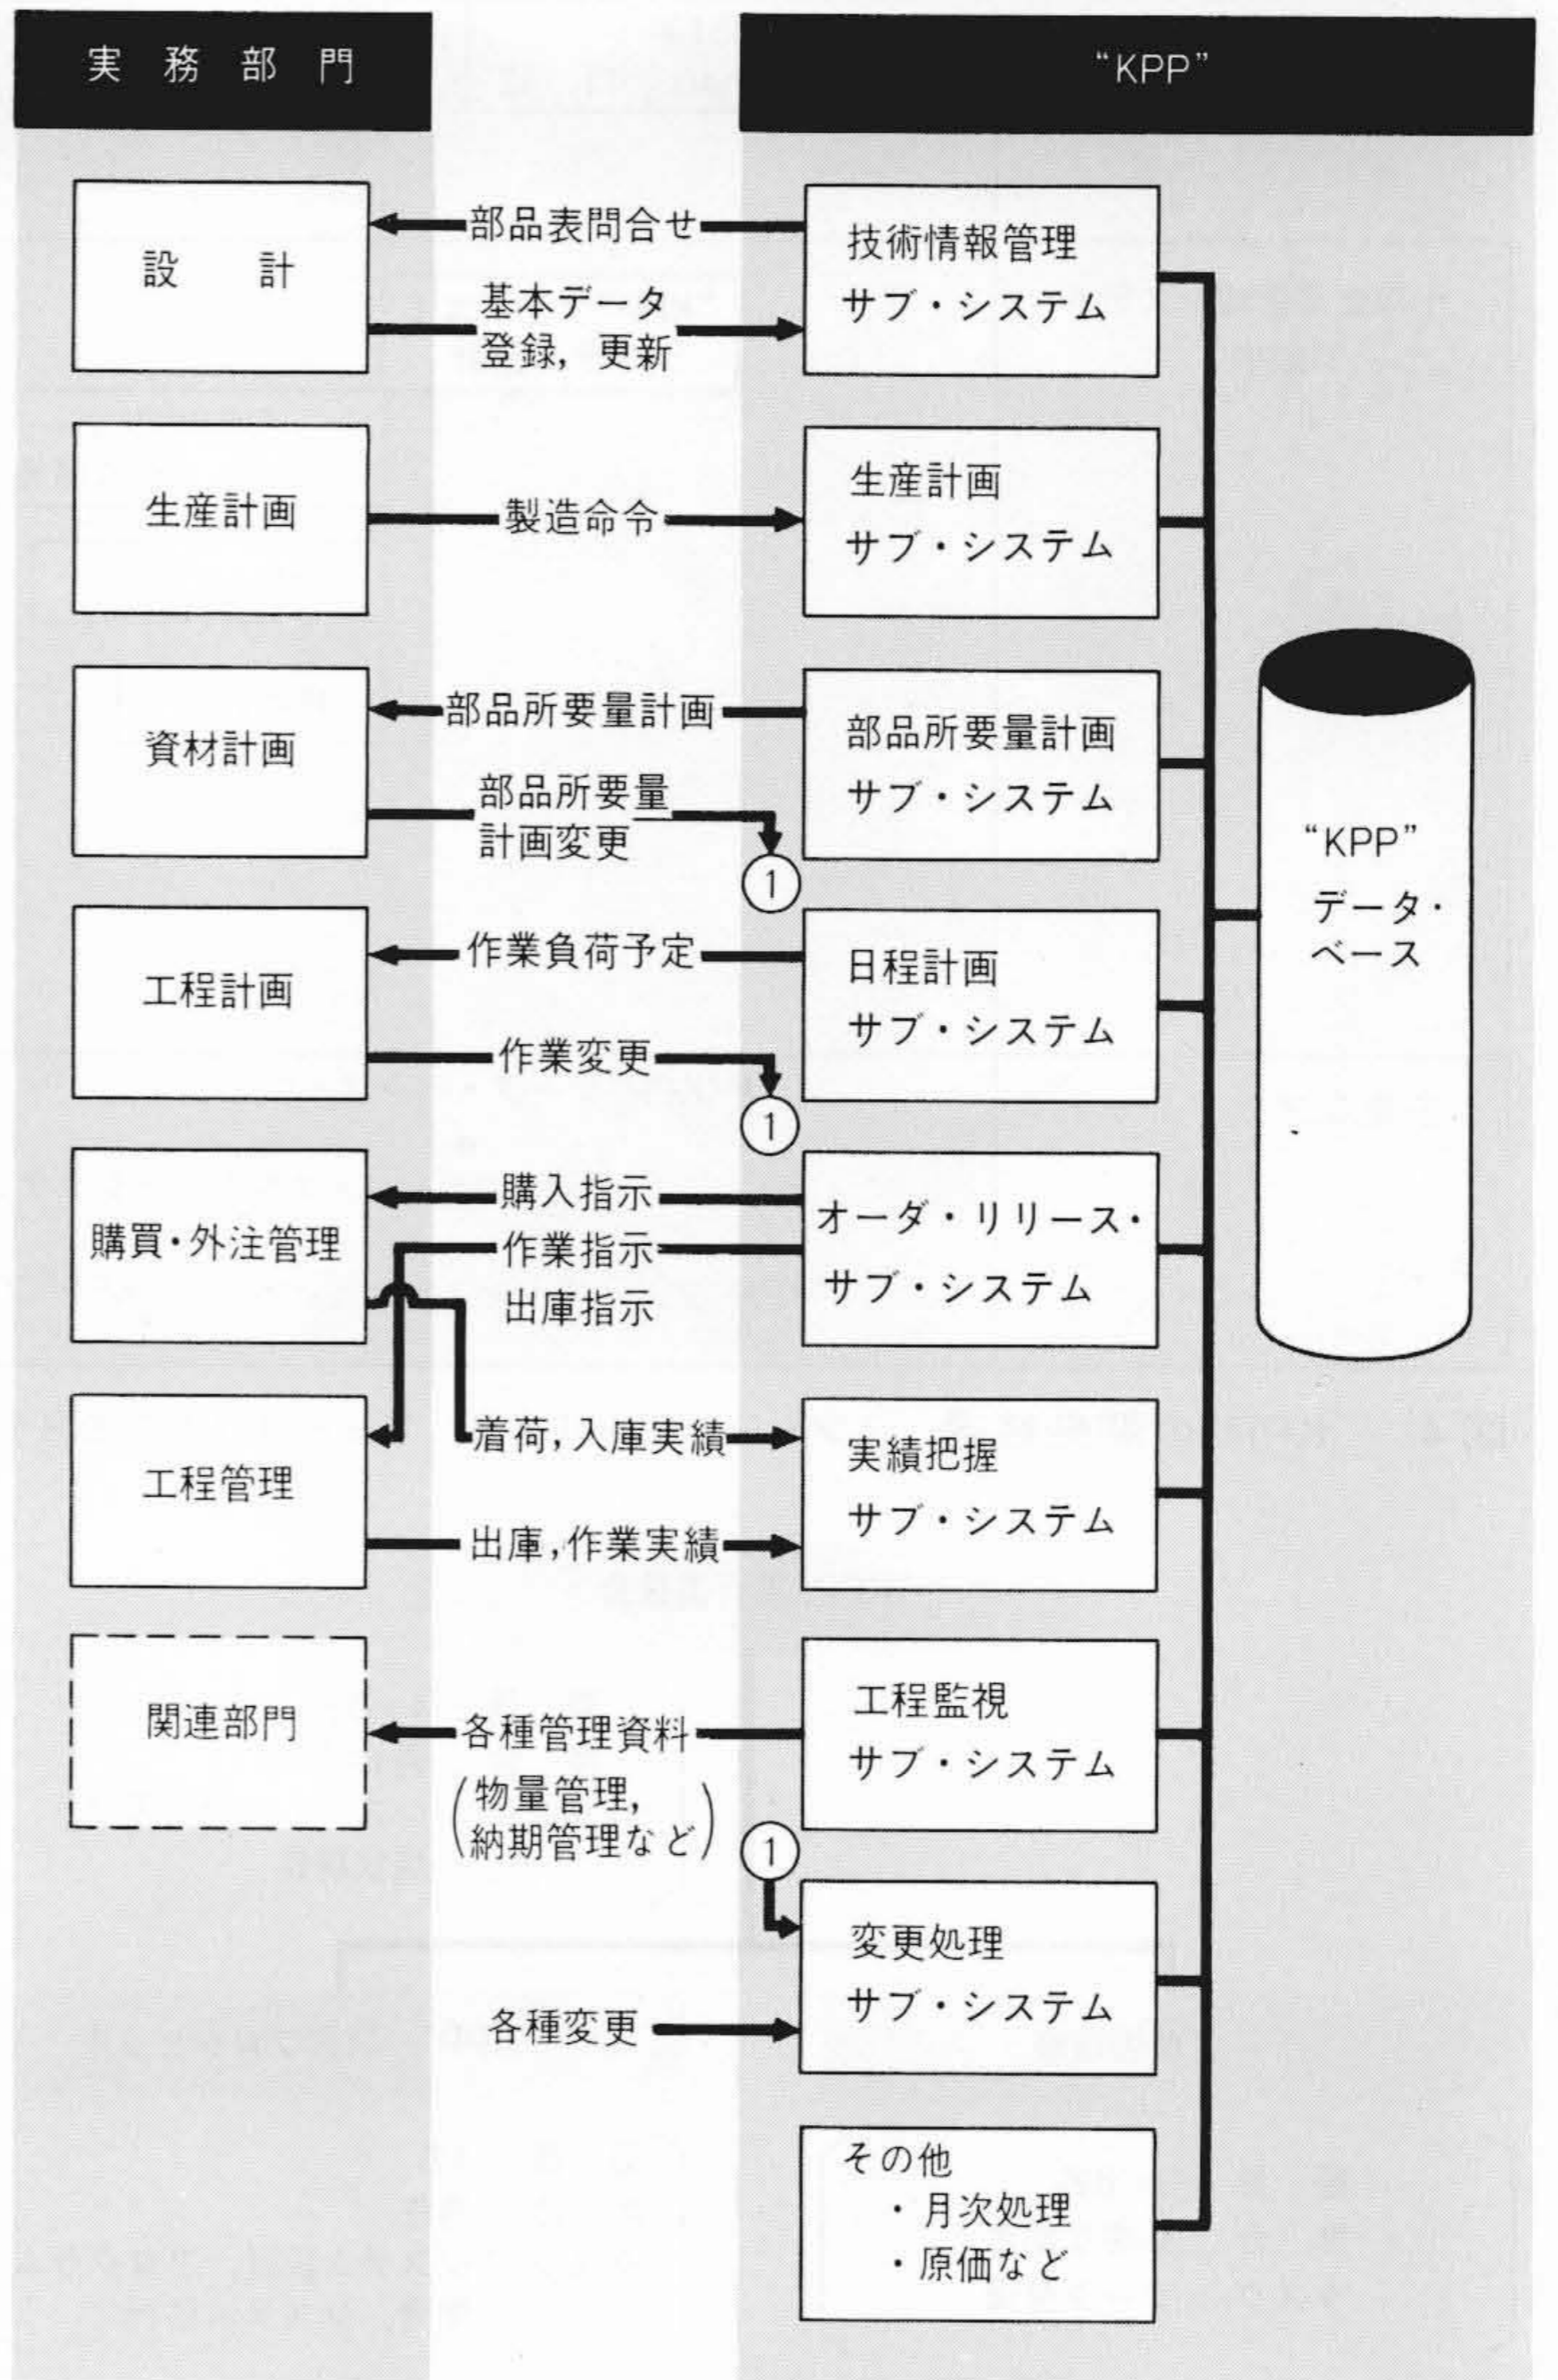 実務部門
“KPP”
設計
部品表問合せ
基本データ
登録，更新
技術情報管理
サブ・システム
生産計画
製造命令
生産計画
サブ・システム
資材計画
部品所要量計画
部品所要量
計画変更
①
部品所要量計画
サブ・システム
“KPP”
データ・
ベース
工程計画
作業負荷予定
作業変更
①
日程計画
サブ・システム
購買・外注管理
購入指示
作業指示
出庫指示
オーダ・リリース・
サブ・システム
工程管理
着荷，入庫実績
出庫，作業実績
実績把握
サブ・システム
関連部門
各種管理資料
(物量管理，
納期管理など)
工程監視
サブ・システム
①
各種変更
変更処理
サブ・システム
その他
・月次処理
・原価など